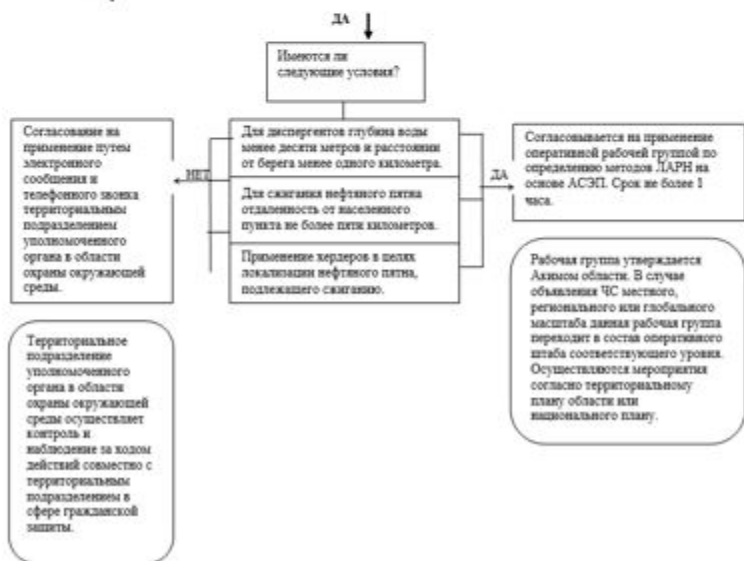 ДА
Имеются ли
следующие условия?
Согласование на
применение путем
электронного
сообщения и
телефонного звонка
территориальным
подразделением
уполномоченного
органа в области
охраны окружающей
среды.
НЕТ
Для диспергентов глубина воды
менее десяти метров и расстоянии
от берега менее одного километра.
Для сжигания нефтяного пятна
отдаленность от населенного
пункта не более пяти километров.
Применение хердеров в целях
локализации нефтяного пятна,
подлежащего сжиганию.
ДА
Согласовывается на применение
оперативной рабочей группой по
определению методов ЛАРН на
основе АСЭП. Срок не более 1
часа.
Рабочая группа утверждается
Акимом области. В случае
объявления ЧС местного,
регионального или глобального
масштаба данная рабочая группа
переходит в состав оперативного
штаба соответствующего уровня.
Осуществляются мероприятия
согласно территориальному
плану области или
национального плану.
Территориальное
подразделение
уполномоченного
органа в области
охраны окружающей
среды осуществляет
контроль и
наблюдение за ходом
действий совместно с
территориальным
подразделением в
сфере гражданской
защиты.